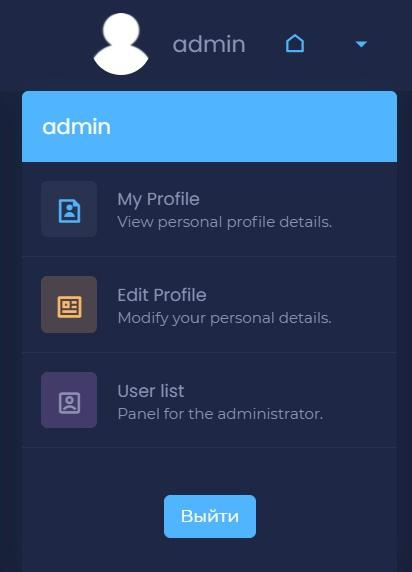 admin
admin
My Profile
View personal profile details.
Edit Profile
Modify your personal details.
User list
Panel for the administrator.
Выйти